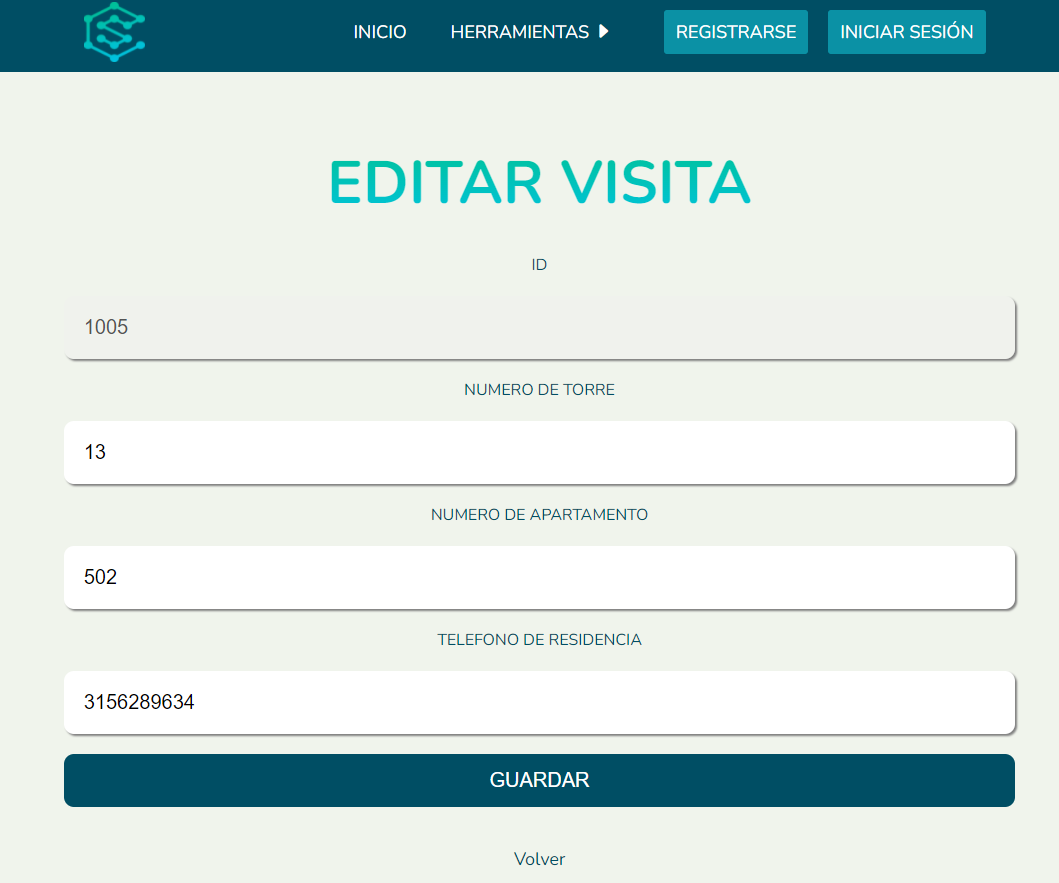 INICIO HERRAMIENTAS REGISTRARSE INICIAR SESIÓN
EDITAR VISITA
ID
1005
NUMERO DE TORRE
13
NUMERO DE APARTAMENTO
502
TELEFONO DE RESIDENCIA
3156289634
GUARDAR
Volver